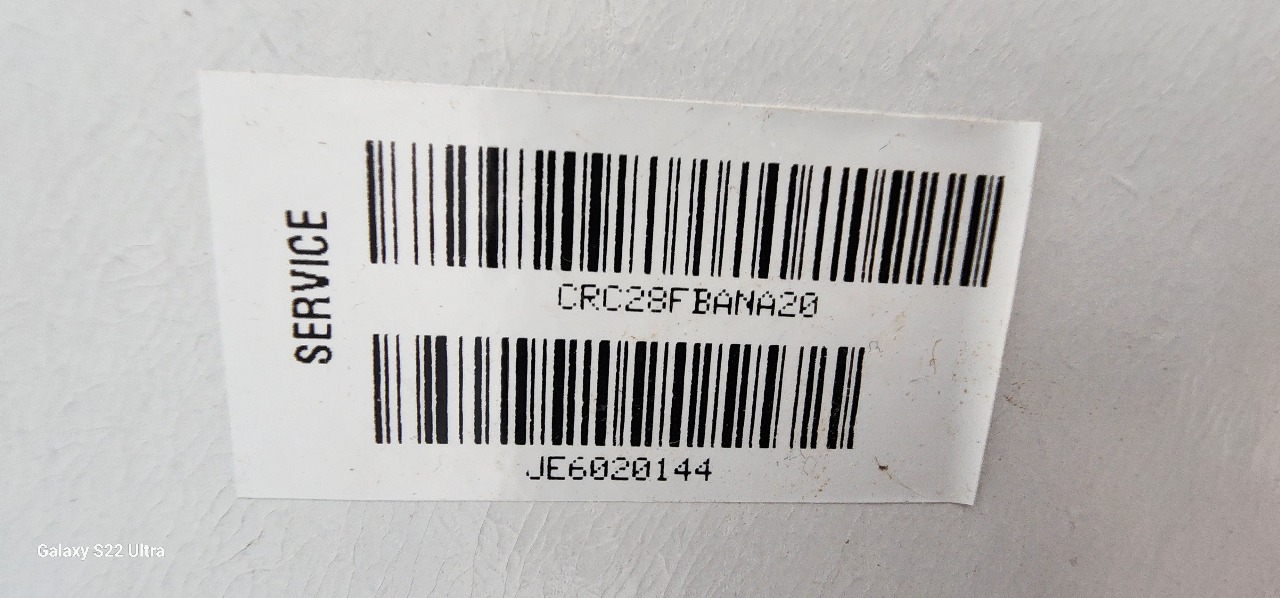 SERVICE
CRC28FBANA20
JE6020144
Galaxy S22 Ultra